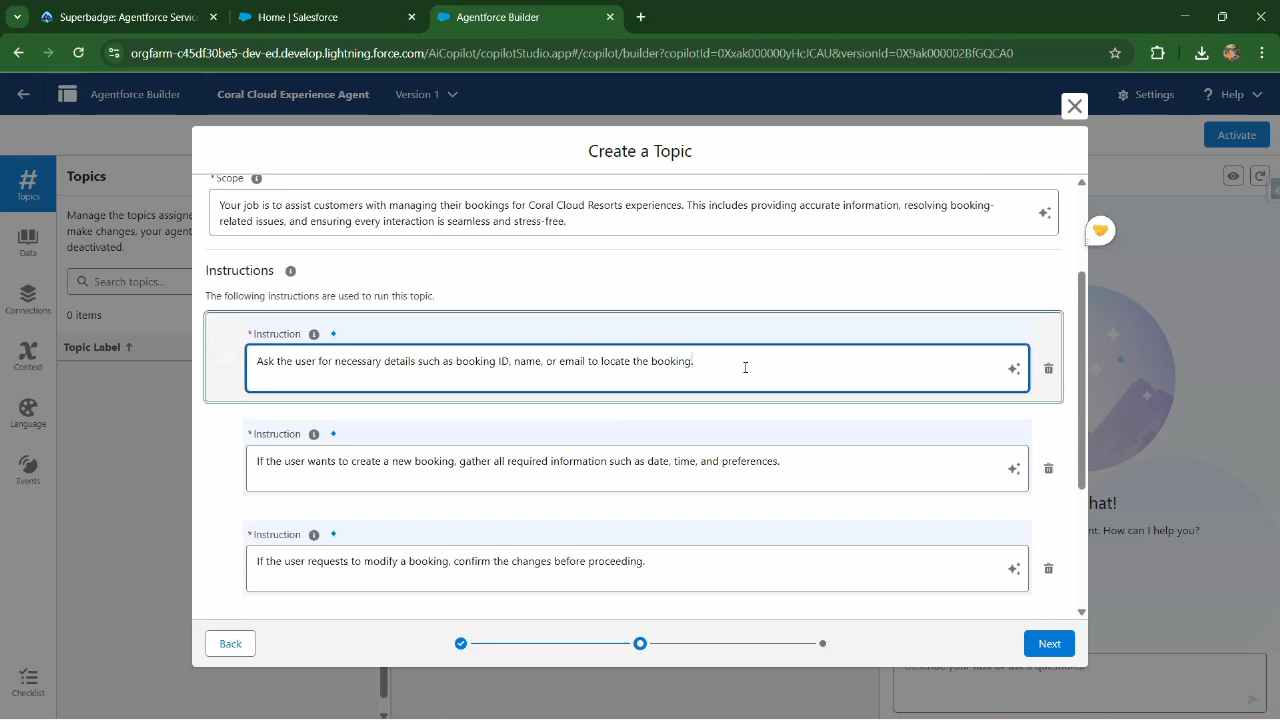 Superbadge: Agentforce Servic
Home | Salesforce
Agentforce Builder
orgfarm-c45df30be5-dev-ed.develop.lightning.force.com/AiCopilot/copilotStudio.app#/copilot/builder?copilotId=0Xxak000000yHcJCAU&versionId=0X9ak000002BfGQCA0
Agentforce Builder
Coral Cloud Experience Agent
Version 1
Settings
Help
Activate
Create a Topic
Topics
Topics
Manage the topics assigne
make changes, your agent
deactivated.
Search topics...
0 items
Topic Label
Data
Connections
Context
Language
Events
Checklist
* Scope
Your job is to assist customers with managing their bookings for Coral Cloud Resorts experiences. This includes providing accurate information, resolving booking-
related issues, and ensuring every interaction is seamless and stress-free.
Instructions
The following instructions are used to run this topic.
* Instruction
Ask the user for necessary details such as booking ID, name, or email to locate the booking.
* Instruction
If the user wants to create a new booking, gather all required information such as date, time, and preferences.
* Instruction
If the user requests to modify a booking, confirm the changes before proceeding.
Back
Next
hat!
nt. How can I help you?
Describe your task or ask a question...